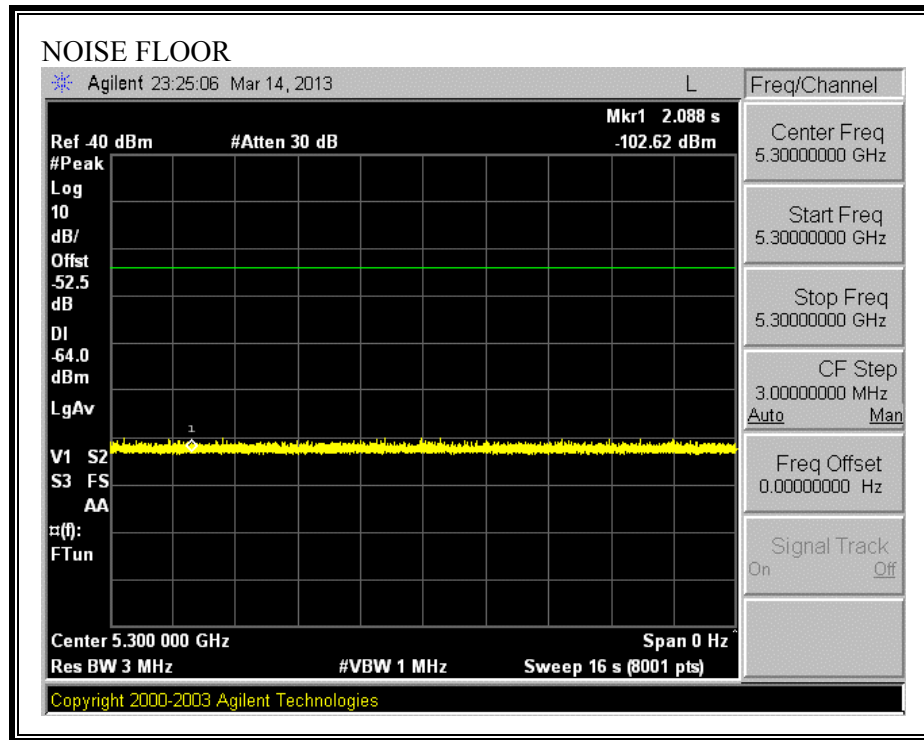 NOISE FLOOR
Agilent 23:25:06 Mar 14, 2013 L
Freq/Channel
Mkr1 2.088 s
Ref -40 dBm #Atten 30 dB -102.62 dBm
#Peak
Log
10
dB/
Offst
-52.5
dB
DI
-64.0
dBm
LgAv
1
V1 S2
S3 FS
AA
¤(f):
FTun
Center 5.300 000 GHz Span 0 Hz^
Res BW 3 MHz #VBW 1 MHz Sweep 16 s (8001 pts)
Copyright 2000-2003 Agilent Technologies
Center Freq
5.30000000 GHz
Start Freq
5.30000000 GHz
Stop Freq
5.30000000 GHz
CF Step
3.00000000 MHz
Auto Man
Freq Offset
0.00000000 Hz
Signal Track
On Off